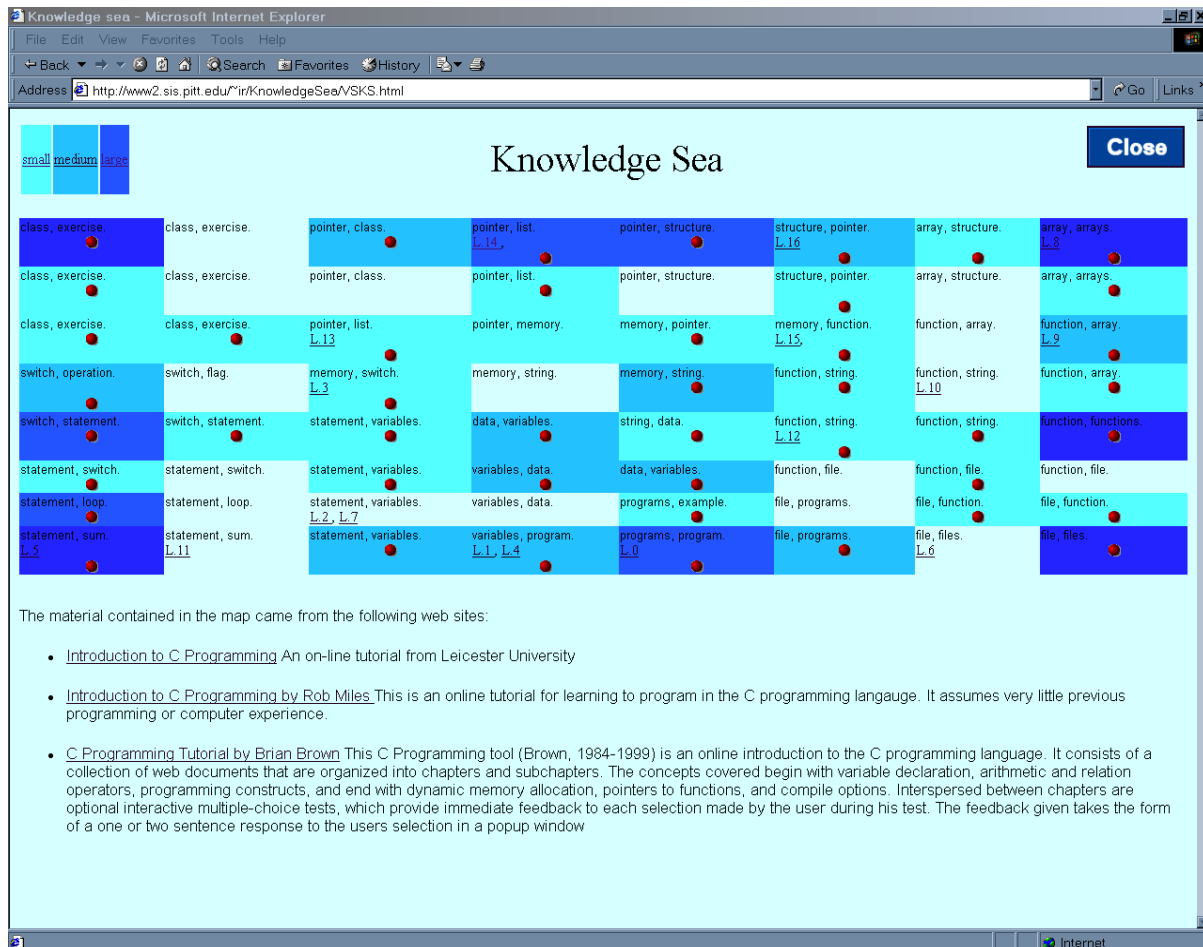 Knowledge sea - Microsoft Internet Explorer
File Edit View Favorites Tools Help
Back Search Favorites History
Address http://www2.sis.pitt.edu/~ir/KnowledgeSea/VSKS.html Go Links
small medium large
Knowledge Sea
Close
class, exercise. class, exercise. pointer, class. pointer, list. pointer, structure. structure, pointer. array, structure. array, arrays.
L.14 , L.16 L.8
class, exercise. class, exercise. pointer, class. pointer, list. pointer, structure. structure, pointer. array, structure. array, arrays.
class, exercise. class, exercise. pointer, list. pointer, memory. memory, pointer. memory, function. function, array. function, array.
L.13 L.15, L.9
switch, operation. switch, flag. memory, switch. memory, string. memory, string. function, string. function, string. function, array.
L.3 L.10
switch, statement. switch, statement. statement, variables. data, variables. string, data. function, string. function, string. function, functions.
L.12
statement, switch. statement, switch. statement, variables. variables, data. data, variables. function, file. function, file. function, file.
statement, loop. statement, loop. statement, variables. variables, data. programs, example. file, programs. file, function. file, function.
L.2 , L.7
statement, sum. statement, sum. statement, variables. variables, program. programs, program. file, programs. file, files. file, files.
L.5 L.11 L.1 , L.4 L.0 L.6
The material contained in the map came from the following web sites:
Introduction to C Programming An on-line tutorial from Leicester University
Introduction to C Programming by Rob Miles This is an online tutorial for learning to program in the C programming langauge. It assumes very little previous
programming or computer experience.
C Programming Tutorial by Brian Brown This C Programming tool (Brown, 1984-1999) is an online introduction to the C programming language. It consists of a
collection of web documents that are organized into chapters and subchapters. The concepts covered begin with variable declaration, arithmetic and relation
operators, programming constructs, and end with dynamic memory allocation, pointers to functions, and compile options. Interspersed between chapters are
optional interactive multiple-choice tests, which provide immediate feedback to each selection made by the user during his test. The feedback given takes the form
of a one or two sentence response to the users selection in a popup window
Internet